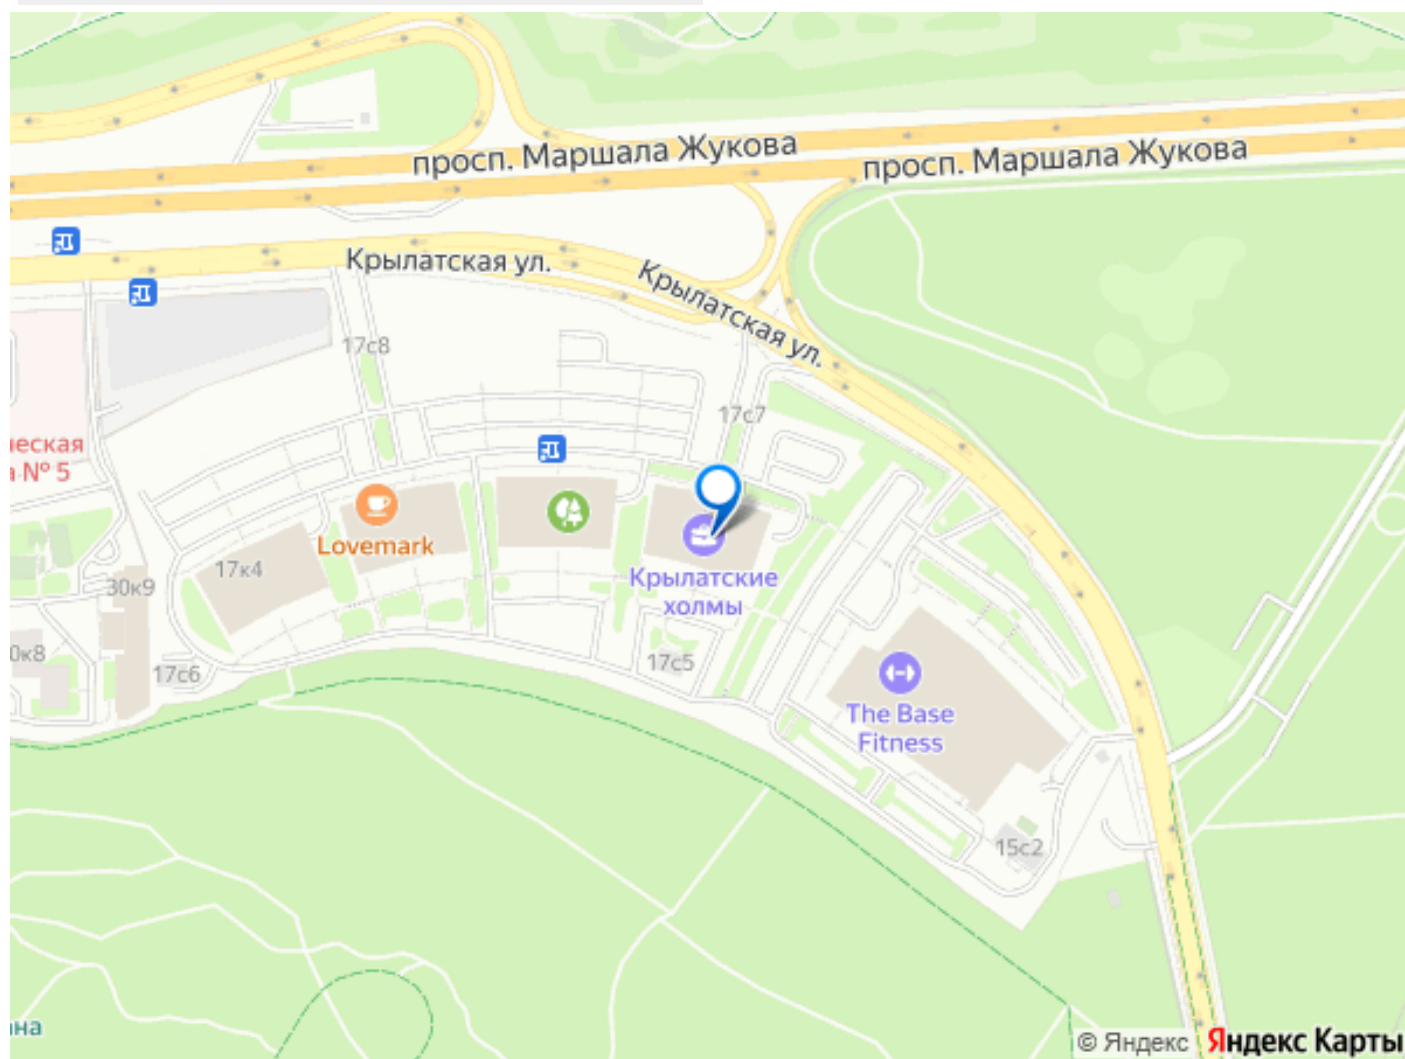 просп. Маршала Жукова
просп. Маршала Жукова
Крылатская ул.
Крылатская ул.
17с8
17с7
ческая
№ 5
Lovemark
17к4
30к9
Крылатские
холмы
0к8
17с6
17с5
The Base
Fitness
15с2
на
© Яндекс
Яндекс Карты